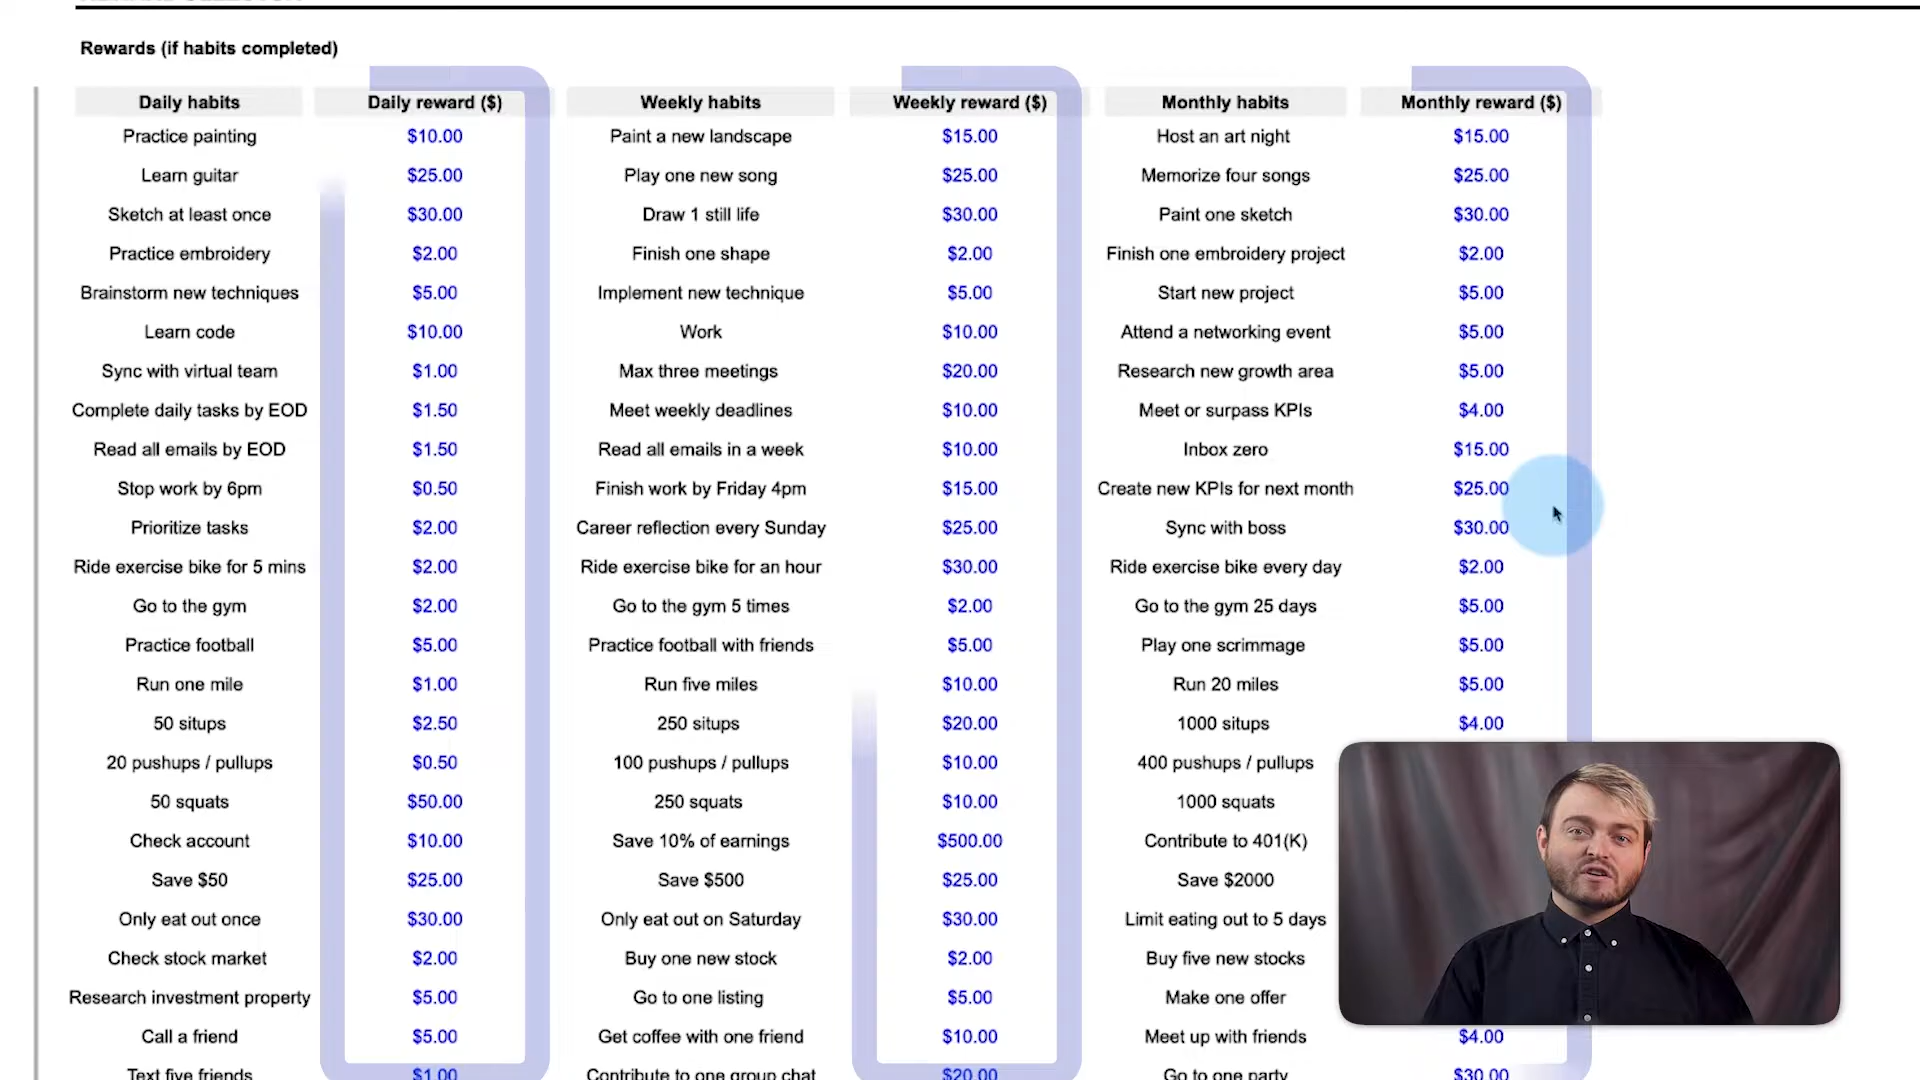 Rewards (if habits completed)
Daily habits Daily reward ($) Weekly habits Weekly reward ($) Monthly habits Monthly reward ($)
Practice painting $10.00 Paint a new landscape $15.00 Host an art night $15.00
Learn guitar $25.00 Play one new song $25.00 Memorize four songs $25.00
Sketch at least once $30.00 Draw 1 still life $30.00 Paint one sketch $30.00
Practice embroidery $2.00 Finish one shape $2.00 Finish one embroidery project $2.00
Brainstorm new techniques $5.00 Implement new technique $5.00 Start new project $5.00
Learn code $10.00 Work $10.00 Attend a networking event $5.00
Sync with virtual team $1.00 Max three meetings $20.00 Research new growth area $5.00
Complete daily tasks by EOD $1.50 Meet weekly deadlines $10.00 Meet or surpass KPIs $4.00
Read all emails by EOD $1.50 Read all emails in a week $10.00 Inbox zero $15.00
Stop work by 6pm $0.50 Finish work by Friday 4pm $15.00 Create new KPIs for next month $25.00
Prioritize tasks $2.00 Career reflection every Sunday $25.00 Sync with boss $30.00
Ride exercise bike for 5 mins $2.00 Ride exercise bike for an hour $30.00 Ride exercise bike every day $2.00
Go to the gym $2.00 Go to the gym 5 times $2.00 Go to the gym 25 days $5.00
Practice football $5.00 Practice football with friends $5.00 Play one scrimmage $5.00
Run one mile $1.00 Run five miles $10.00 Run 20 miles $5.00
50 situps $2.50 250 situps $20.00 1000 situps $4.00
20 pushups / pullups $0.50 100 pushups / pullups $10.00 400 pushups / pullups
50 squats $50.00 250 squats $10.00 1000 squats
Check account $10.00 Save 10% of earnings $500.00 Contribute to 401(K)
Save $50 $25.00 Save $500 $25.00 Save $2000
Only eat out once $30.00 Only eat out on Saturday $30.00 Limit eating out to 5 days
Check stock market $2.00 Buy one new stock $2.00 Buy five new stocks
Research investment property $5.00 Go to one listing $5.00 Make one offer
Call a friend $5.00 Get coffee with one friend $10.00 Meet up with friends $4.00
Text five friends $1.00 Contribute to one group chat $20.00 Go to one party $30.00